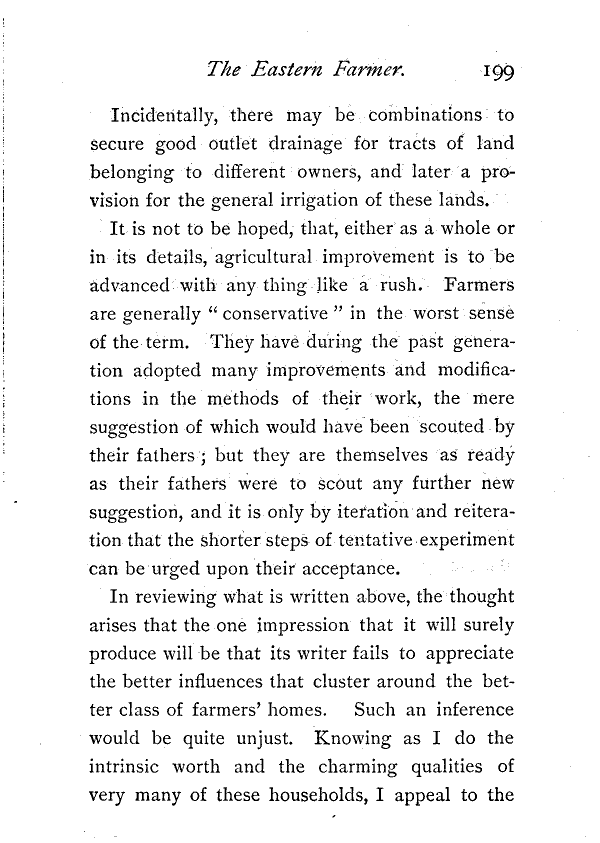 The Eastern Farmer. 199
Incidentally, there may be combinations to
secure good outlet drainage for tracts of land
belonging to different owners, and later a pro-
vision for the general irrigation of these lands.
It is not to be hoped, that, either as a whole or
in its details, agricultural improvement is to be
advanced with any thing like a rush. Farmers
are generally “conservative” in the worst sense
of the term. They have during the past genera-
tion adopted many improvements and modifica-
tions in the methods of their work, the mere
suggestion of which would have been scouted by
their fathers; but they are themselves as ready
as their fathers were to scout any further new
suggestion, and it is only by iteration and reitera-
tion that the shorter steps of tentative experiment
can be urged upon their acceptance.
In reviewing what is written above, the thought
arises that the one impression that it will surely
produce will be that its writer fails to appreciate
the better influences that cluster around the bet-
ter class of farmers’ homes. Such an inference
would be quite unjust. Knowing as I do the
intrinsic worth and the charming qualities of
very many of these households, I appeal to the